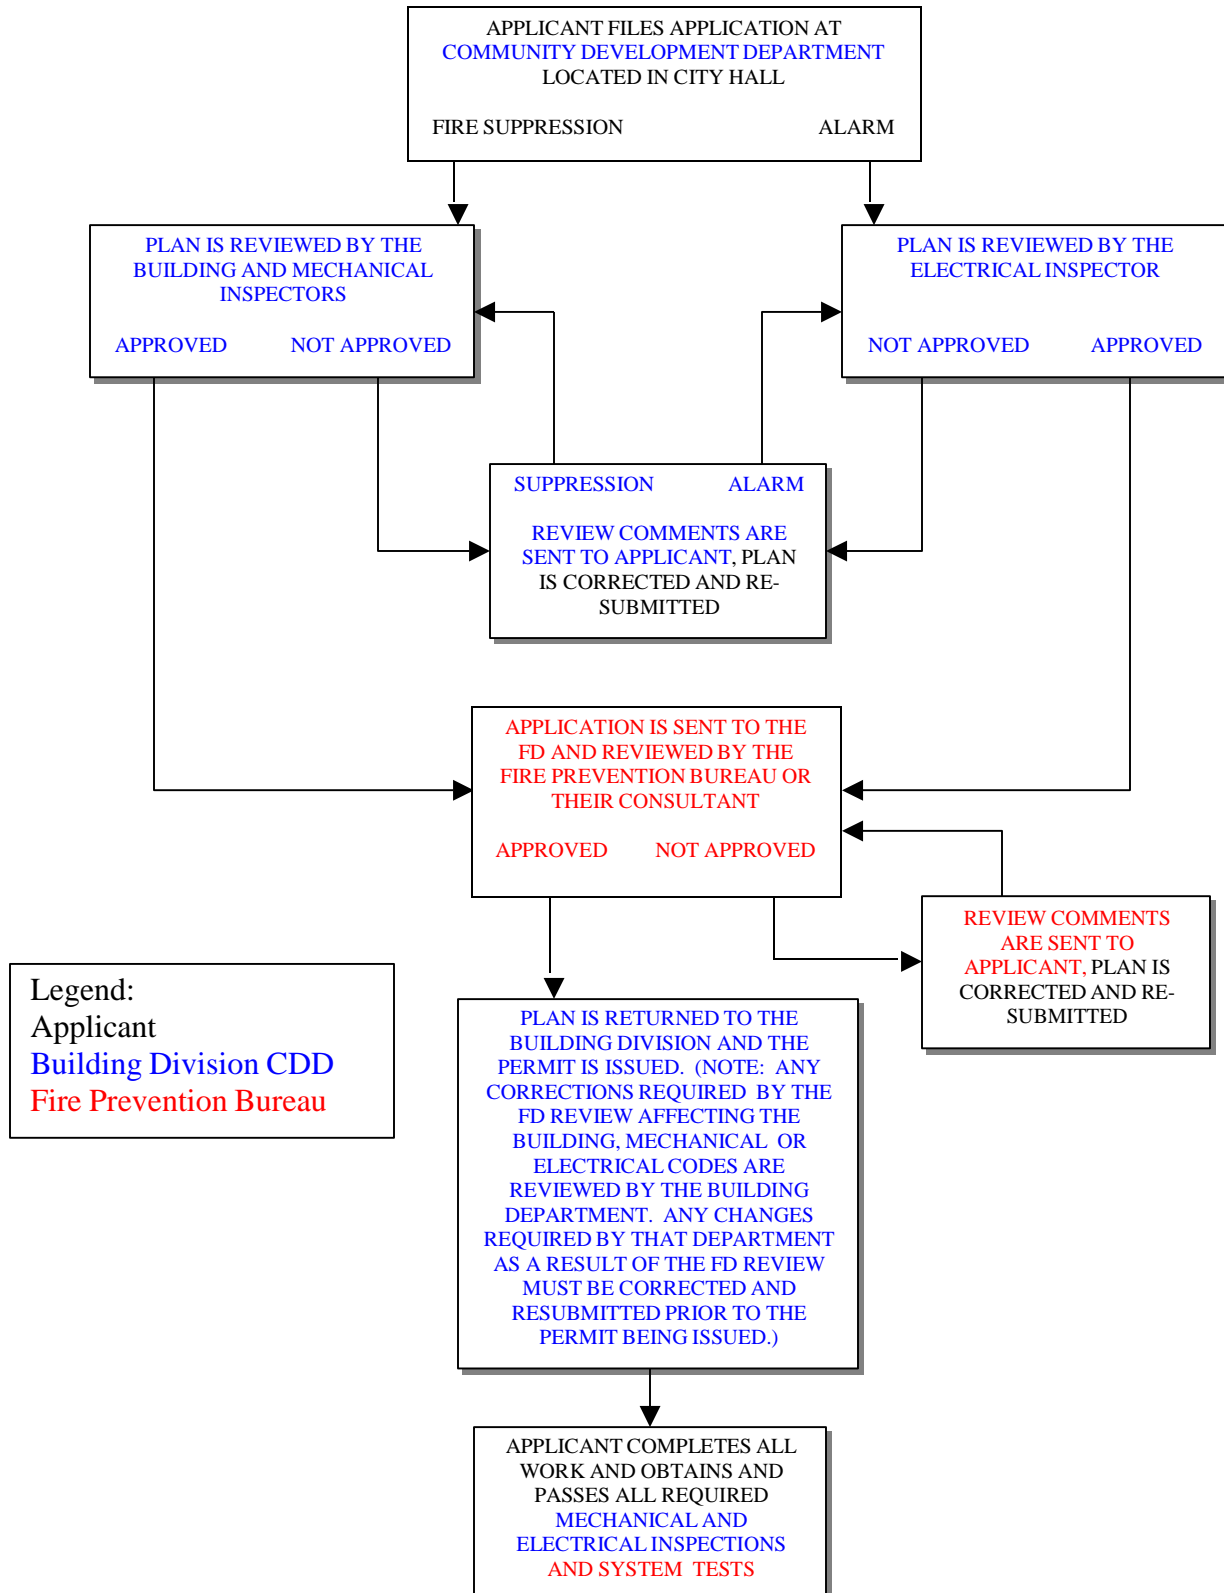 APPLICANT FILES APPLICATION AT
COMMUNITY DEVELOPMENT DEPARTMENT
LOCATED IN CITY HALL
FIRE SUPPRESSION ALARM
PLAN IS REVIEWED BY THE
BUILDING AND MECHANICAL
INSPECTORS
APPROVED NOT APPROVED
PLAN IS REVIEWED BY THE
ELECTRICAL INSPECTOR
NOT APPROVED APPROVED
SUPPRESSION ALARM
REVIEW COMMENTS ARE
SENT TO APPLICANT, PLAN
IS CORRECTED AND RE-
SUBMITTED
APPLICATION IS SENT TO THE
FD AND REVIEWED BY THE
FIRE PREVENTION BUREAU OR
THEIR CONSULTANT
APPROVED NOT APPROVED
REVIEW COMMENTS
ARE SENT TO
APPLICANT, PLAN IS
CORRECTED AND RE-
SUBMITTED
Legend:
Applicant
Building Division CDD
Fire Prevention Bureau
PLAN IS RETURNED TO THE
BUILDING DIVISION AND THE
PERMIT IS ISSUED. (NOTE: ANY
CORRECTIONS REQUIRED BY THE
FD REVIEW AFFECTING THE
BUILDING, MECHANICAL OR
ELECTRICAL CODES ARE
REVIEWED BY THE BUILDING
DEPARTMENT. ANY CHANGES
REQUIRED BY THAT DEPARTMENT
AS A RESULT OF THE FD REVIEW
MUST BE CORRECTED AND
RESUBMITTED PRIOR TO THE
PERMIT BEING ISSUED.)
APPLICANT COMPLETES ALL
WORK AND OBTAINS AND
PASSES ALL REQUIRED
MECHANICAL AND
ELECTRICAL INSPECTIONS
AND SYSTEM TESTS